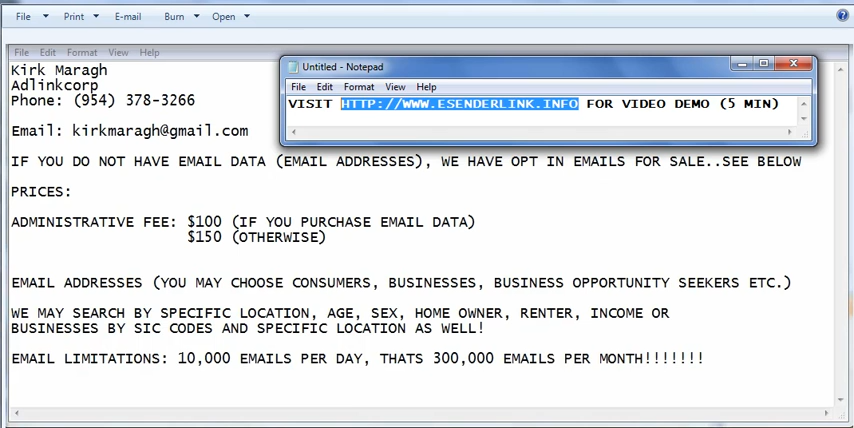 File Print E-mail Burn Open
File Edit Format View Help
Kirk Maragh
Adlinkcorp
Phone: (954) 378-3266
Email: kirkmaragh@gmail.com
Untitled - Notepad
File Edit Format View Help
VISIT HTTP://WWW.ESENDERLINK.INFO FOR VIDEO DEMO (5 MIN)
IF YOU DO NOT HAVE EMAIL DATA (EMAIL ADDRESSES), WE HAVE OPT IN EMAILS FOR SALE..SEE BELOW
PRICES:
ADMINISTRATIVE FEE: $100 (IF YOU PURCHASE EMAIL DATA)
$150 (OTHERWISE)
EMAIL ADDRESSES (YOU MAY CHOOSE CONSUMERS, BUSINESSES, BUSINESS OPPORTUNITY SEEKERS ETC.)
WE MAY SEARCH BY SPECIFIC LOCATION, AGE, SEX, HOME OWNER, RENTER, INCOME OR
BUSINESSES BY SIC CODES AND SPECIFIC LOCATION AS WELL!
EMAIL LIMITATIONS: 10,000 EMAILS PER DAY, THATS 300,000 EMAILS PER MONTH!!!!!!!